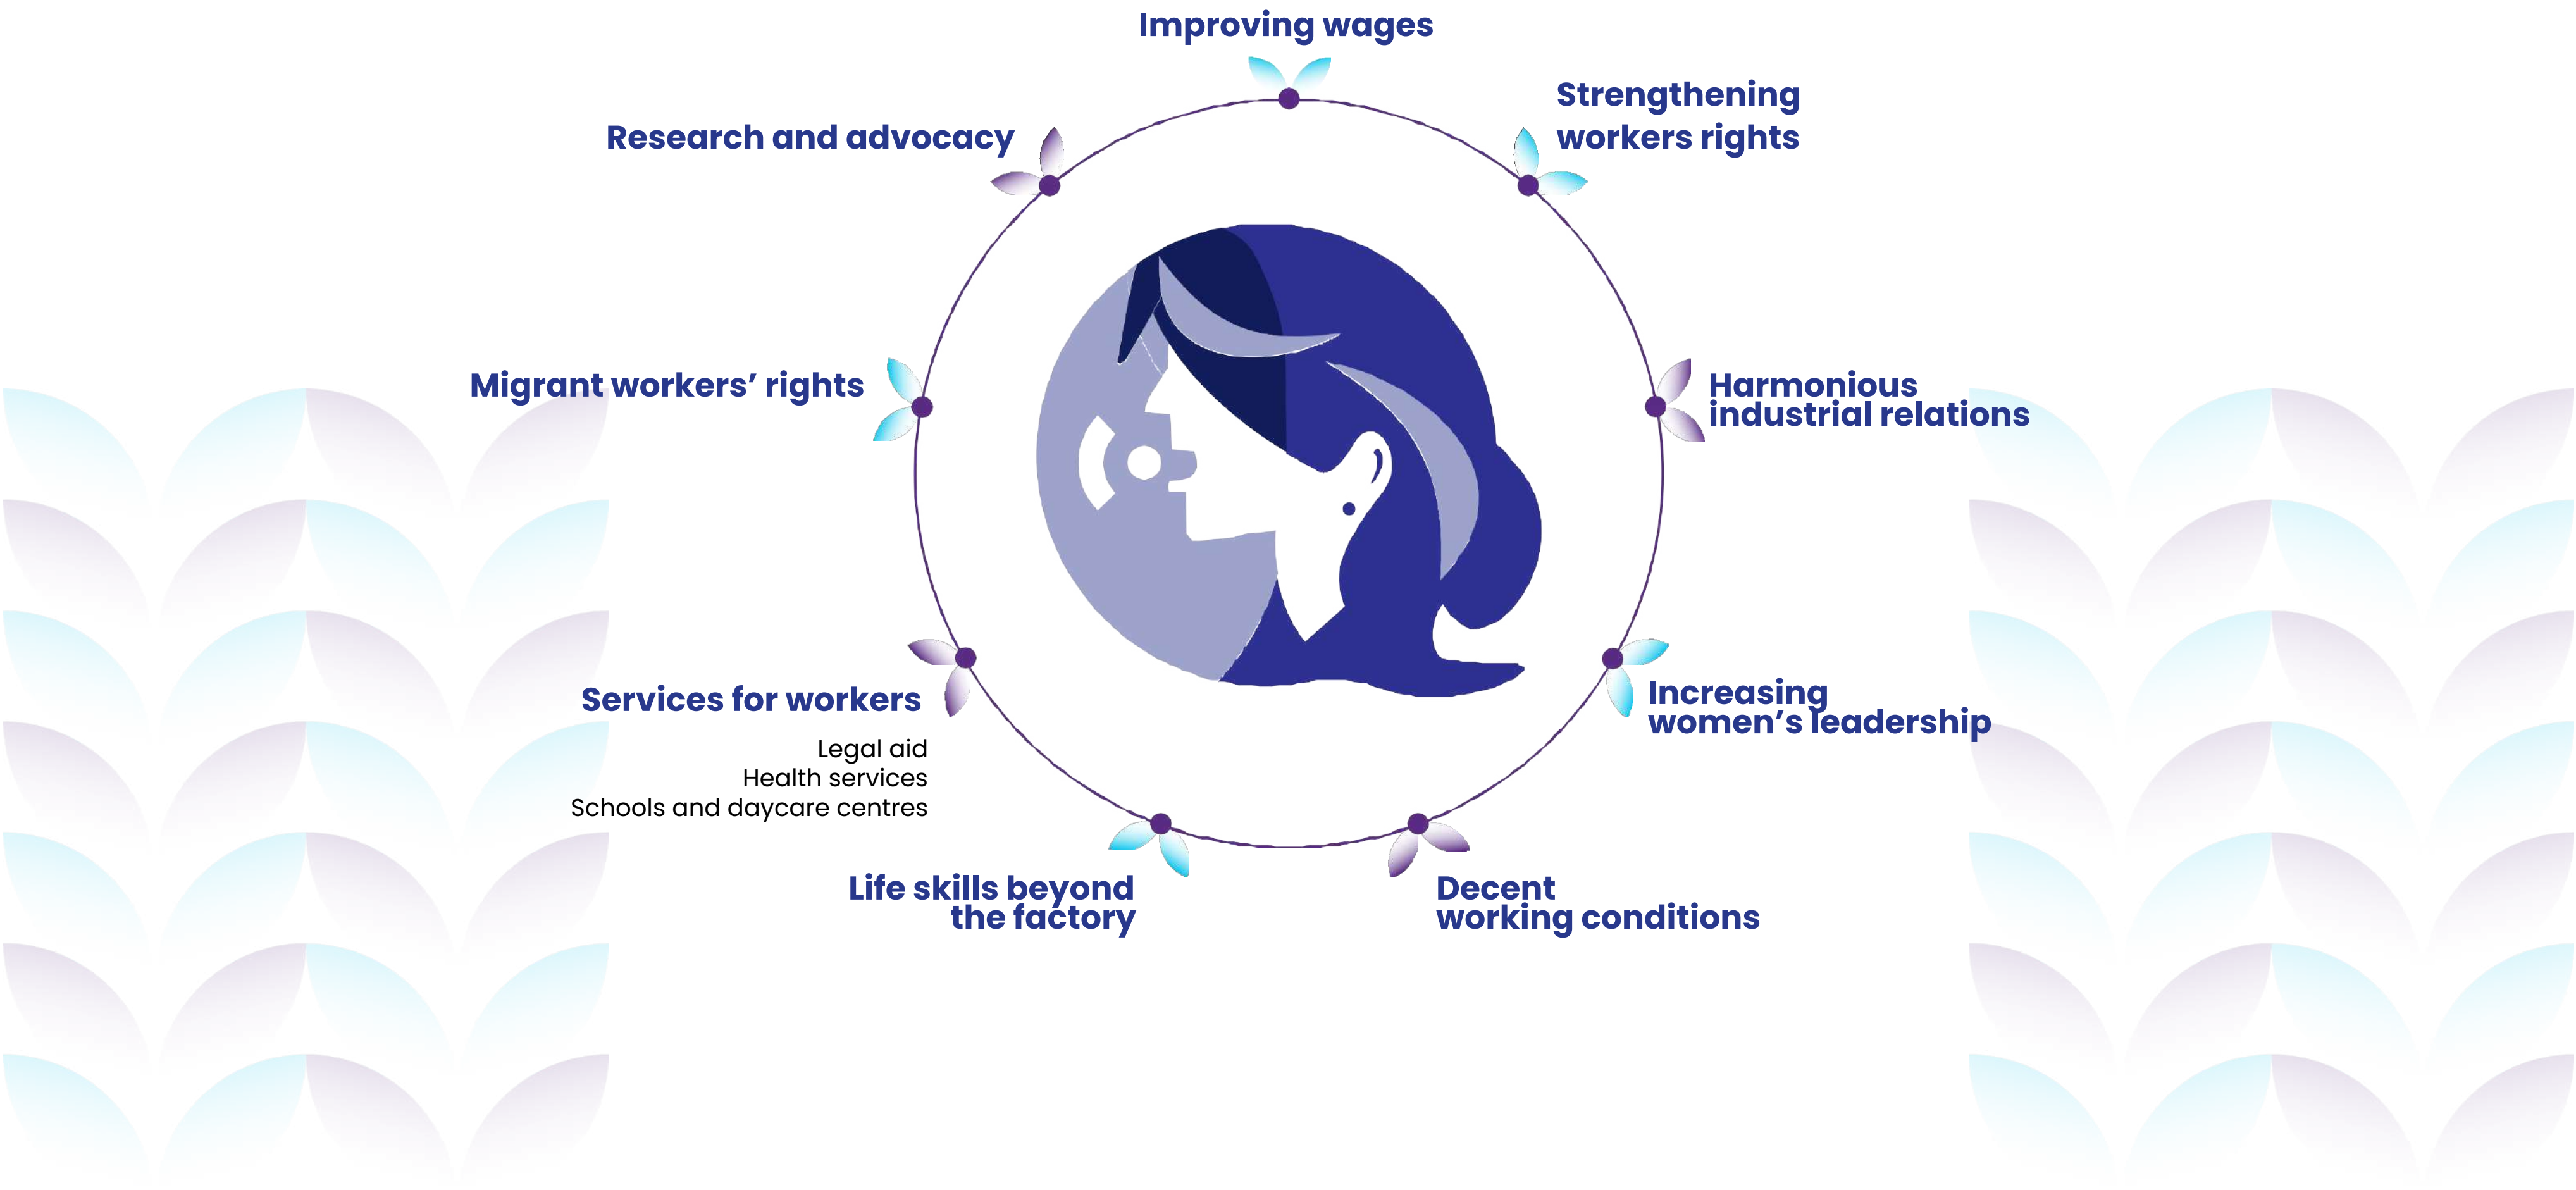 Improving wages
Strengthening
workers rights
Research and advocacy
Migrant workers’ rights
Harmonious
industrial relations
Services for workers
Legal aid
Health services
Schools and daycare centres
Increasing
women’s leadership
Life skills beyond
the factory
Decent
working conditions